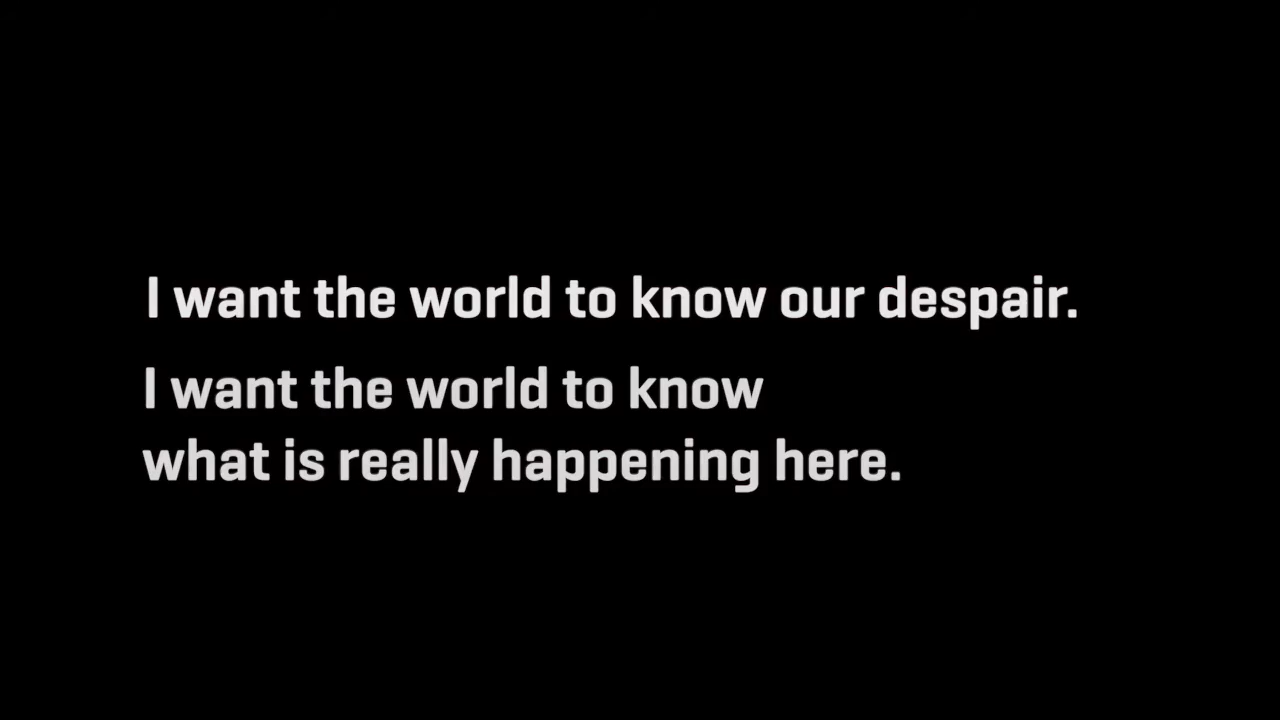 I want the world to know our despair.
I want the world to know
what is really happening here.